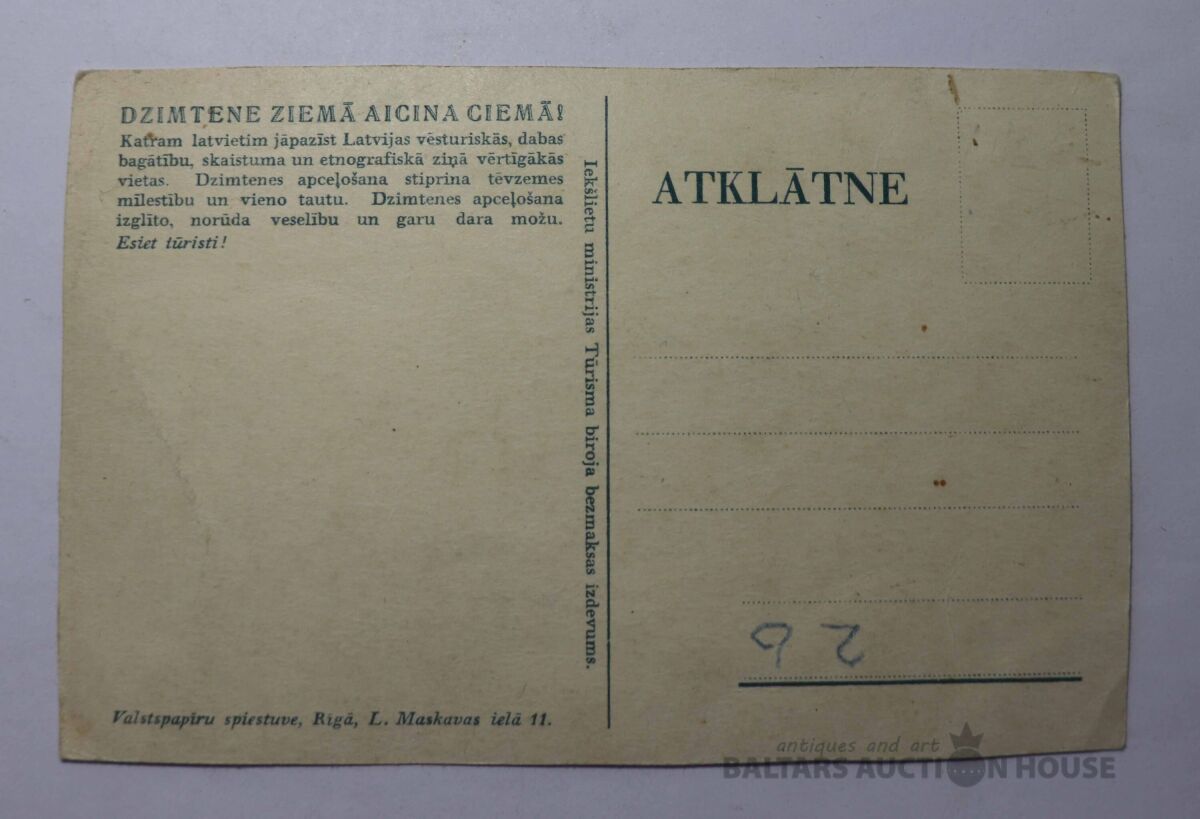 DZIMTENE ZIEMĀ AICINA CIEMĀ!
Katram latvietim jāpazīst Latvijas vēsturiskās, dabas
bagātību, skaistuma un etnografiskā ziņā vērtīgākās
vietas. Dzimtenes apceļošana stiprina tēvzemes
mīlestību un vieno tautu. Dzimtenes apceļošana
izglīto, norūda veselību un garu dara možu.
Esiet tūristi!
Valstspapīru spiestuve, Rīgā, L. Maskavas ielā 11.
Iekšlietu ministrijas Tūrisma biroja bezmaksas izdevums.
ATKLĀTNE
antiques and art
BALTARS AUCTION HOUSE